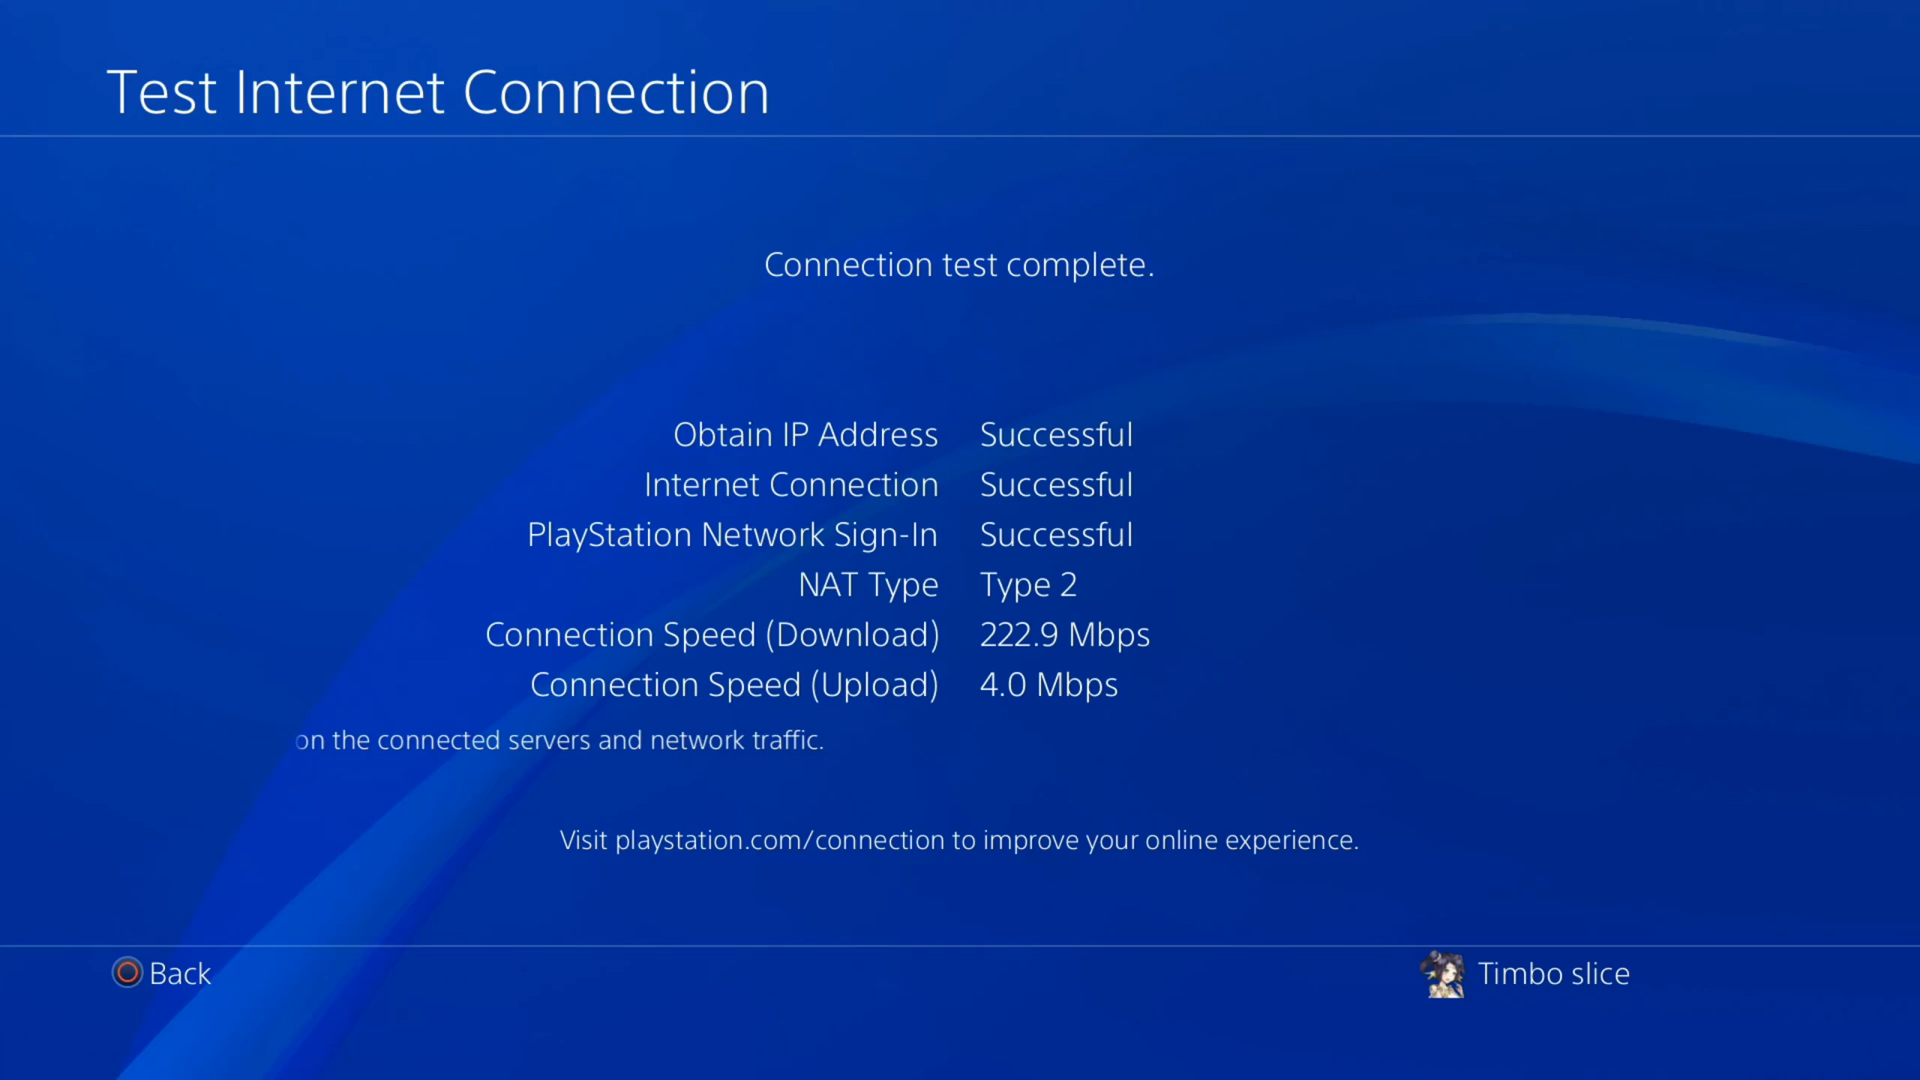 Test Internet Connection
Connection test complete.
Obtain IP Address Successful
Internet Connection Successful
PlayStation Network Sign-In Successful
NAT Type Type 2
Connection Speed (Download) 222.9 Mbps
Connection Speed (Upload) 4.0 Mbps
on the connected servers and network traffic.
Visit playstation.com/connection to improve your online experience.
Back Timbo slice